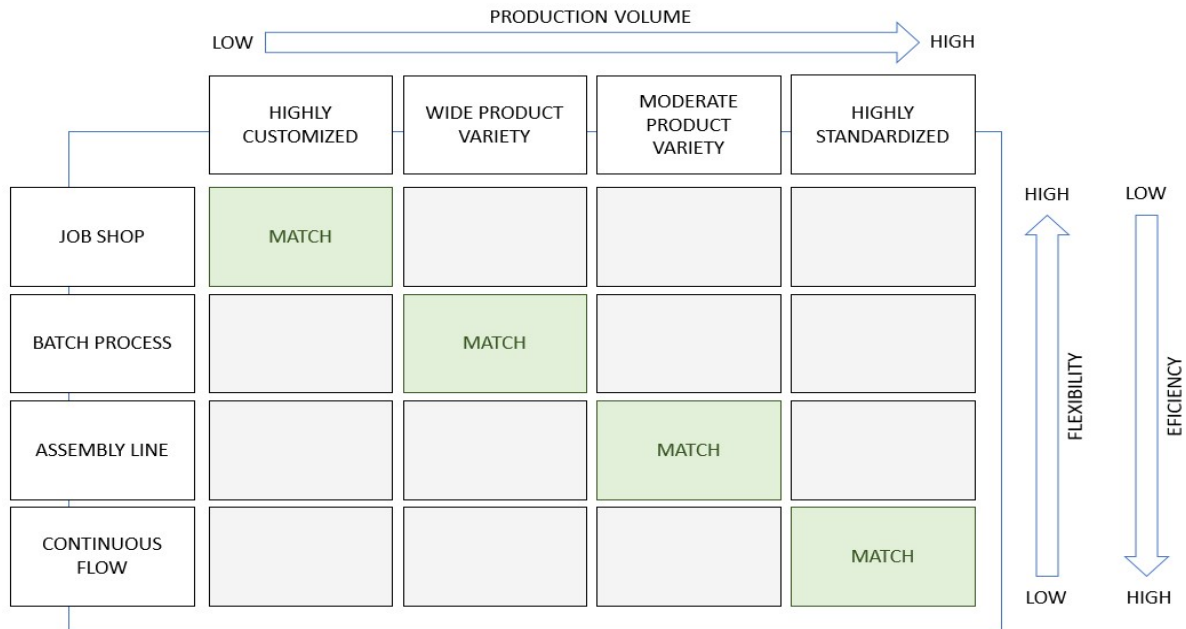 PRODUCTION VOLUME
LOW
HIGH
HIGHLY
CUSTOMIZED
WIDE PRODUCT
VARIETY
MODERATE
PRODUCT
VARIETY
HIGHLY
STANDARDIZED
HIGH
LOW
JOB SHOP
MATCH
BATCH PROCESS
MATCH
FLEXIBILITY
EFICIENCY
ASSEMBLY LINE
MATCH
CONTINUOUS
FLOW
MATCH
LOW
HIGH